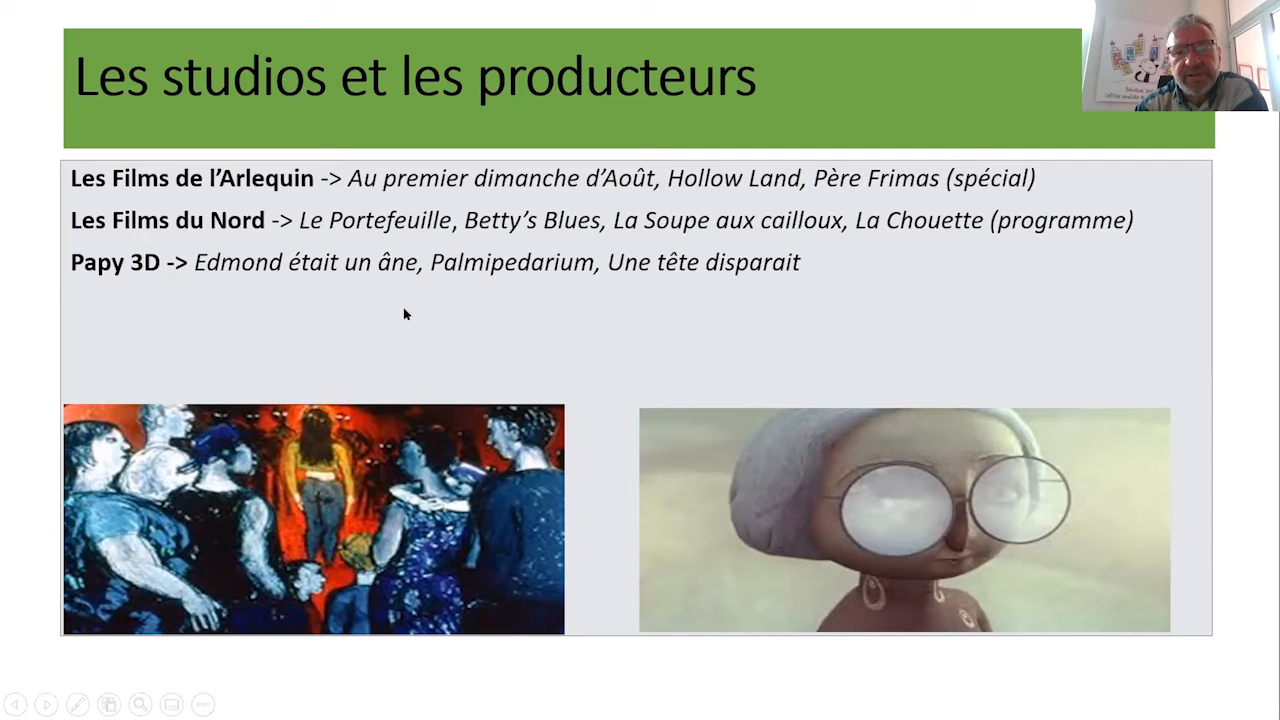 Les studios et les producteurs
Les Films de l’Arlequin -> Au premier dimanche d’Août, Hollow Land, Père Frimas (spécial)
Les Films du Nord -> Le Portefeuille, Betty’s Blues, La Soupe aux cailloux, La Chouette (programme)
Papy 3D -> Edmond était un âne, Palmipedarium, Une tête disparait